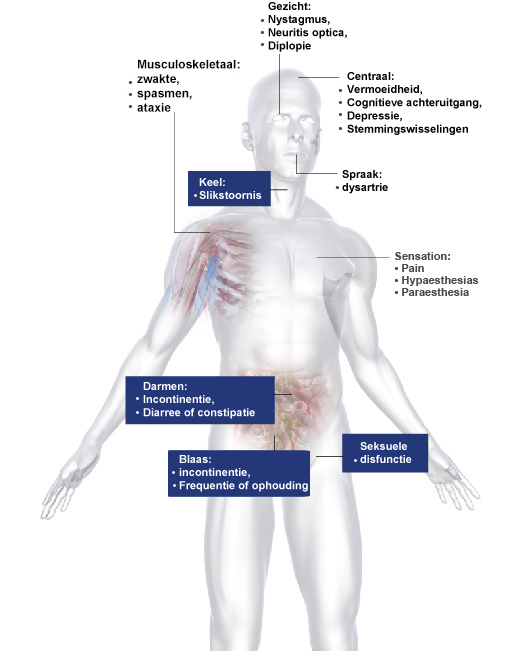 Gezicht:
• Nystagmus,
• Neuritis optica,
• Diplopie
Musculoskeletaal:
• zwakte,
• spasmen,
• ataxie
Centraal:
• Vermoeidheid,
• Cognitieve achteruitgang,
• Depressie,
• Stemmingswisselingen
Keel:
• Slikstoornis
Spraak:
• dysartrie
Sensation:
• Pain
• Hypaesthesias
• Paraesthesia
Darmen:
• Incontinentie,
• Diarree of constipatie
Blaas:
• incontinentie,
• Frequentie of ophouding
Seksuele
• disfunctie